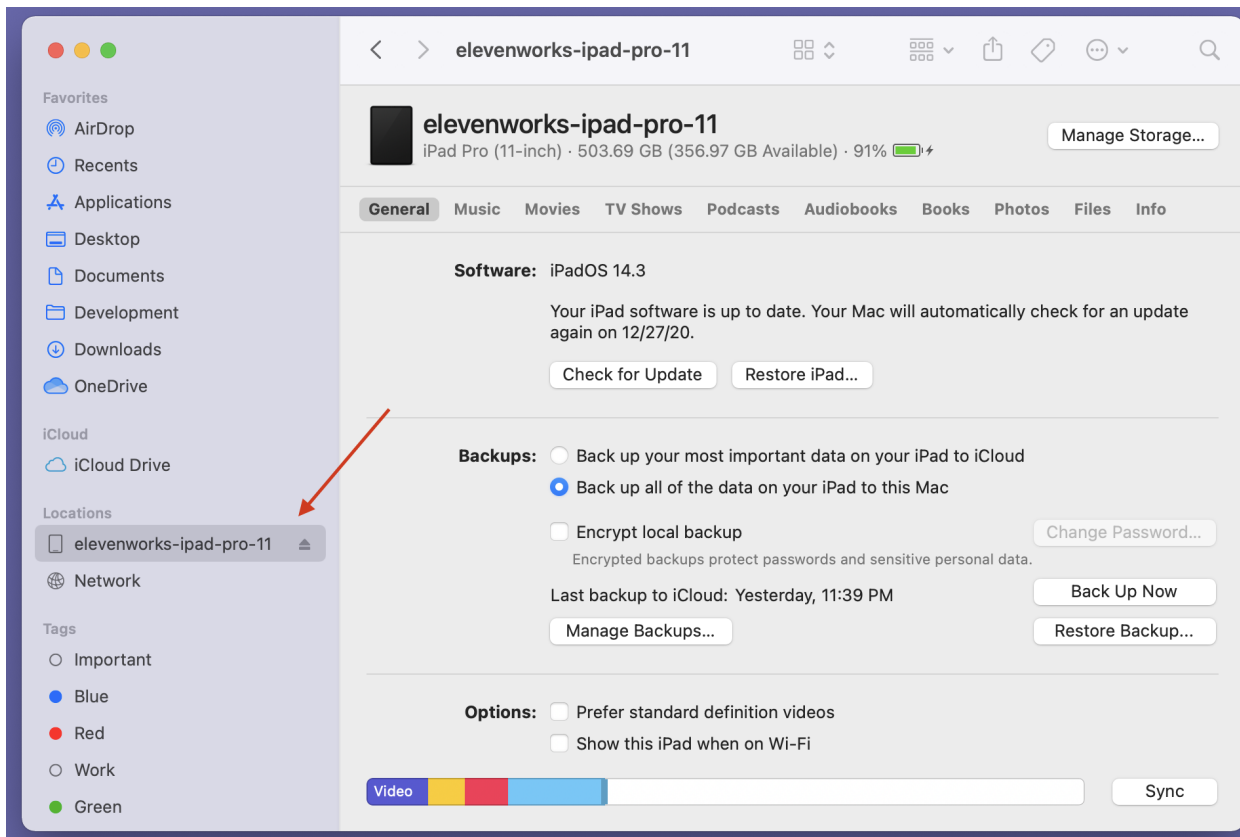 elevenworks-ipad-pro-11
Favorites
AirDrop
Recents
Applications
Desktop
Documents
Development
Downloads
OneDrive
iCloud
iCloud Drive
Locations
elevenworks-ipad-pro-11
Network
Tags
Important
Blue
Red
Work
Green
elevenworks-ipad-pro-11
iPad Pro (11-inch) · 503.69 GB (356.97 GB Available) · 91%
Manage Storage...
General Music Movies TV Shows Podcasts Audiobooks Books Photos Files Info
Software: iPadOS 14.3
Your iPad software is up to date. Your Mac will automatically check for an update
again on 12/27/20.
Check for Update Restore iPad...
Backups: Back up your most important data on your iPad to iCloud
Back up all of the data on your iPad to this Mac
Encrypt local backup Change Password...
Encrypted backups protect passwords and sensitive personal data.
Last backup to iCloud: Yesterday, 11:39 PM Back Up Now
Manage Backups... Restore Backup...
Options: Prefer standard definition videos
Show this iPad when on Wi-Fi
Video Sync